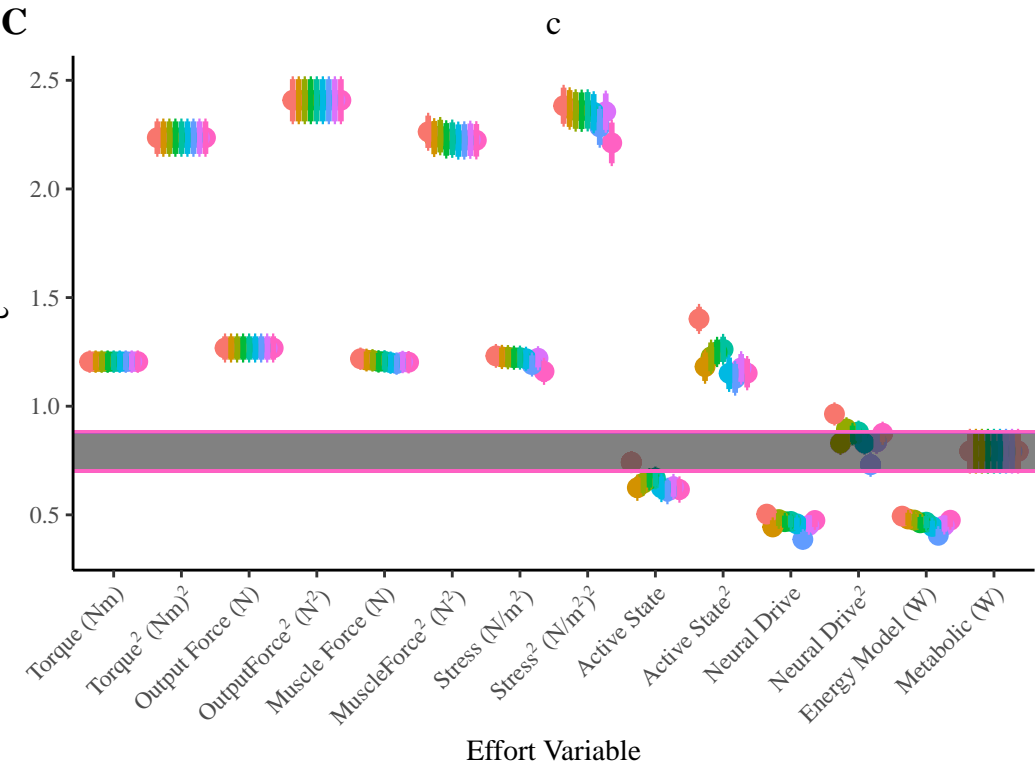 C
c
2.5
2.0
1.5
1.0
0.5
Torque (Nm)
Torque² (Nm)²
Output Force (N)
OutputForce² (N²)
Muscle Force (N)
MuscleForce² (N²)
Stress (N/m²)
Stress² (N/m²)²
Active State
Active State²
Neural Drive
Neural Drive²
Energy Model (W)
Metabolic (W)
Effort Variable